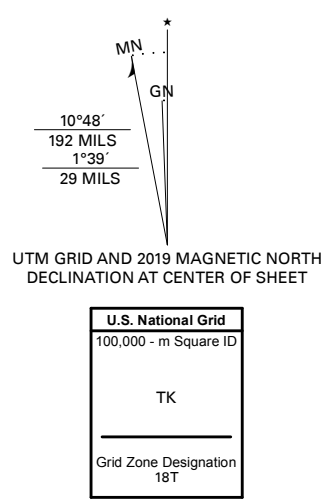 ★
MN
GN
10°48´
192 MILS
1°39´
29 MILS
UTM GRID AND 2019 MAGNETIC NORTH
DECLINATION AT CENTER OF SHEET
U.S. National Grid
100,000 - m Square ID
TK
Grid Zone Designation
18T